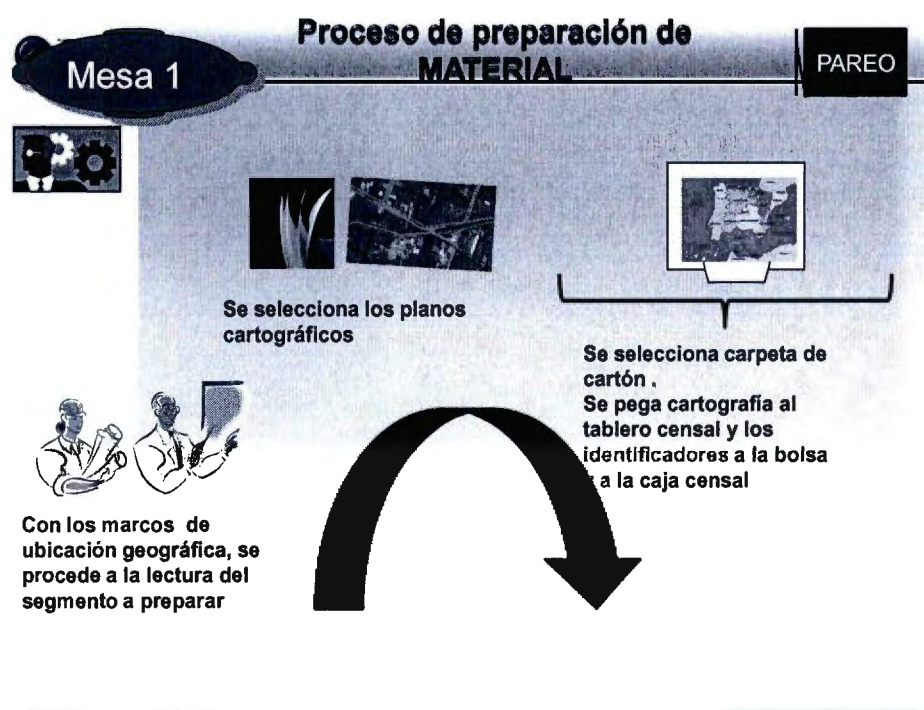 Proceso de preparación de
MATERIAL
Mesa 1
PAREO
Se selecciona los planos
cartográficos
Se selecciona carpeta de
cartón .
Se pega cartografía al
tablero censal y los
identificadores a la bolsa
a la caja censal
Con los marcos de
ubicación geográfica, se
procede a la lectura del
segmento a preparar